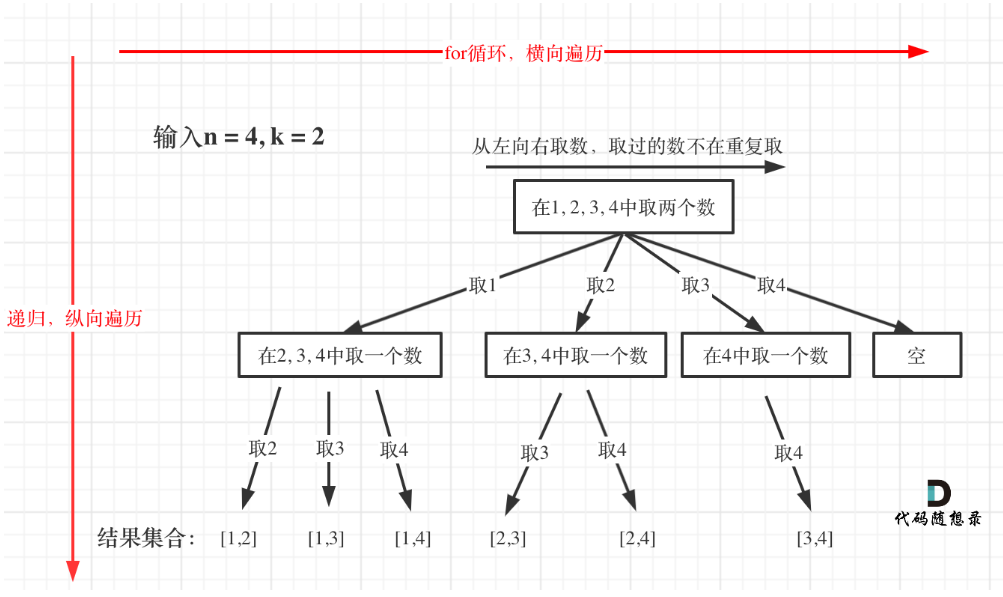 for循环，横向遍历
输入n = 4, k = 2
从左向右取数，取过的数不在重复取
在1, 2, 3, 4中取两个数
取1 取2 取3 取4
递归，纵向遍历
在2, 3, 4中取一个数 在3, 4中取一个数 在4中取一个数 空
取2 取3 取4 取3 取4 取4
结果集合： [1,2] [1,3] [1,4] [2,3] [2,4] [3,4]
代码随想录